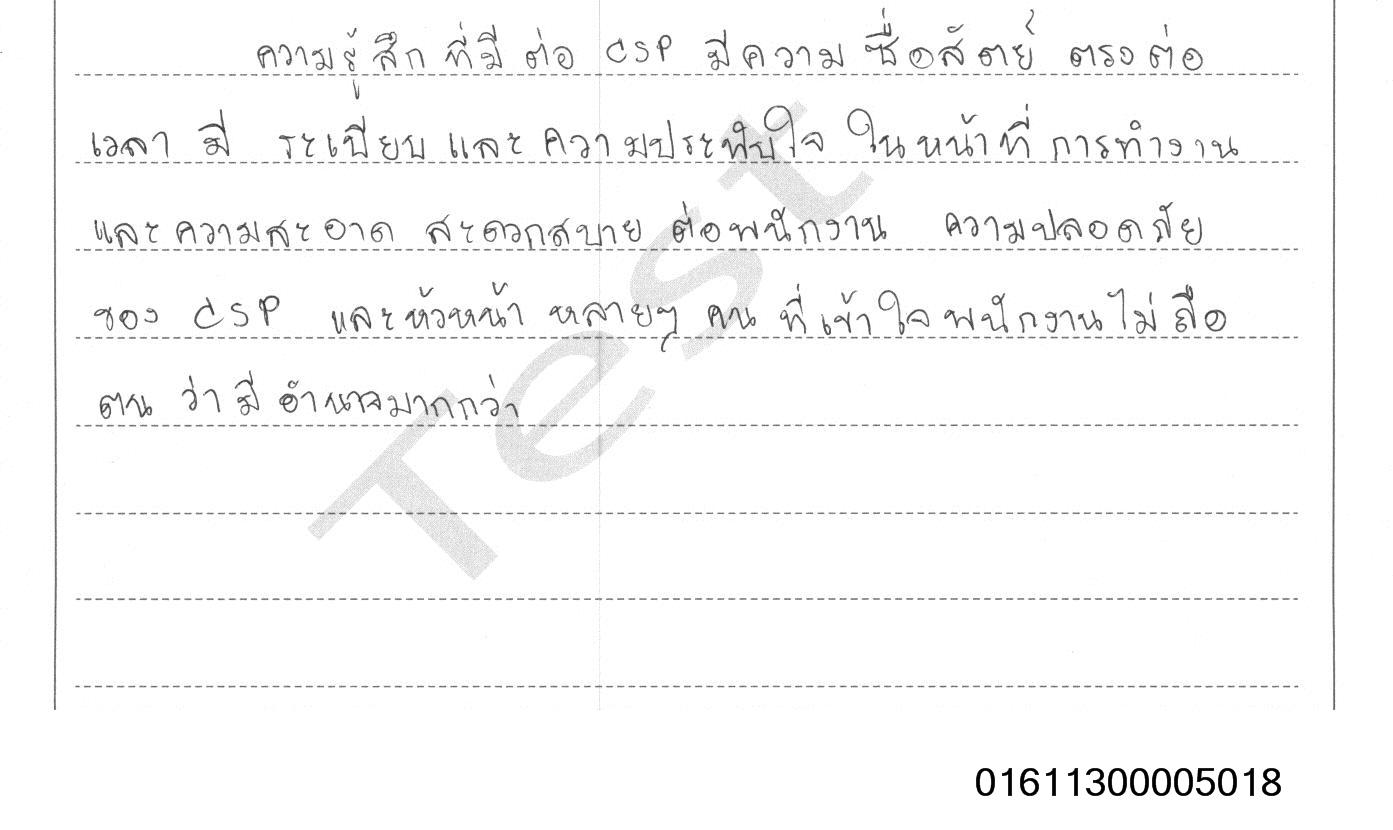 ความรู้สึกที่มีต่อ CSP มีความซื่อสัตย์ ตรงต่อ
เวลา มี ระเบียบและความประทับใจ ในหน้าที่การทำงาน
และความสะอาด สะดวกสบาย ต่อพนักงาน ความปลอดภัย
ของ CSP และหัวหน้า หลายๆ คน ที่เข้าใจพนักงานไม่ถือ
ตน ว่ามีอำนาจมากกว่า
Test
01611300005018